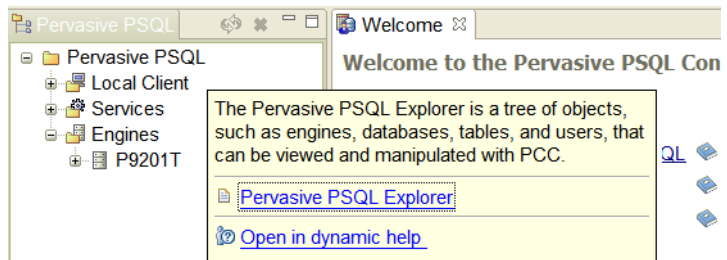 Pervasive PSQL
Welcome
Pervasive PSQL
Local Client
Services
Engines
P9201T
Welcome to the Pervasive PSQL Con
The Pervasive PSQL Explorer is a tree of objects,
such as engines, databases, tables, and users, that
can be viewed and manipulated with PCC.
Pervasive PSQL Explorer
Open in dynamic help
QL